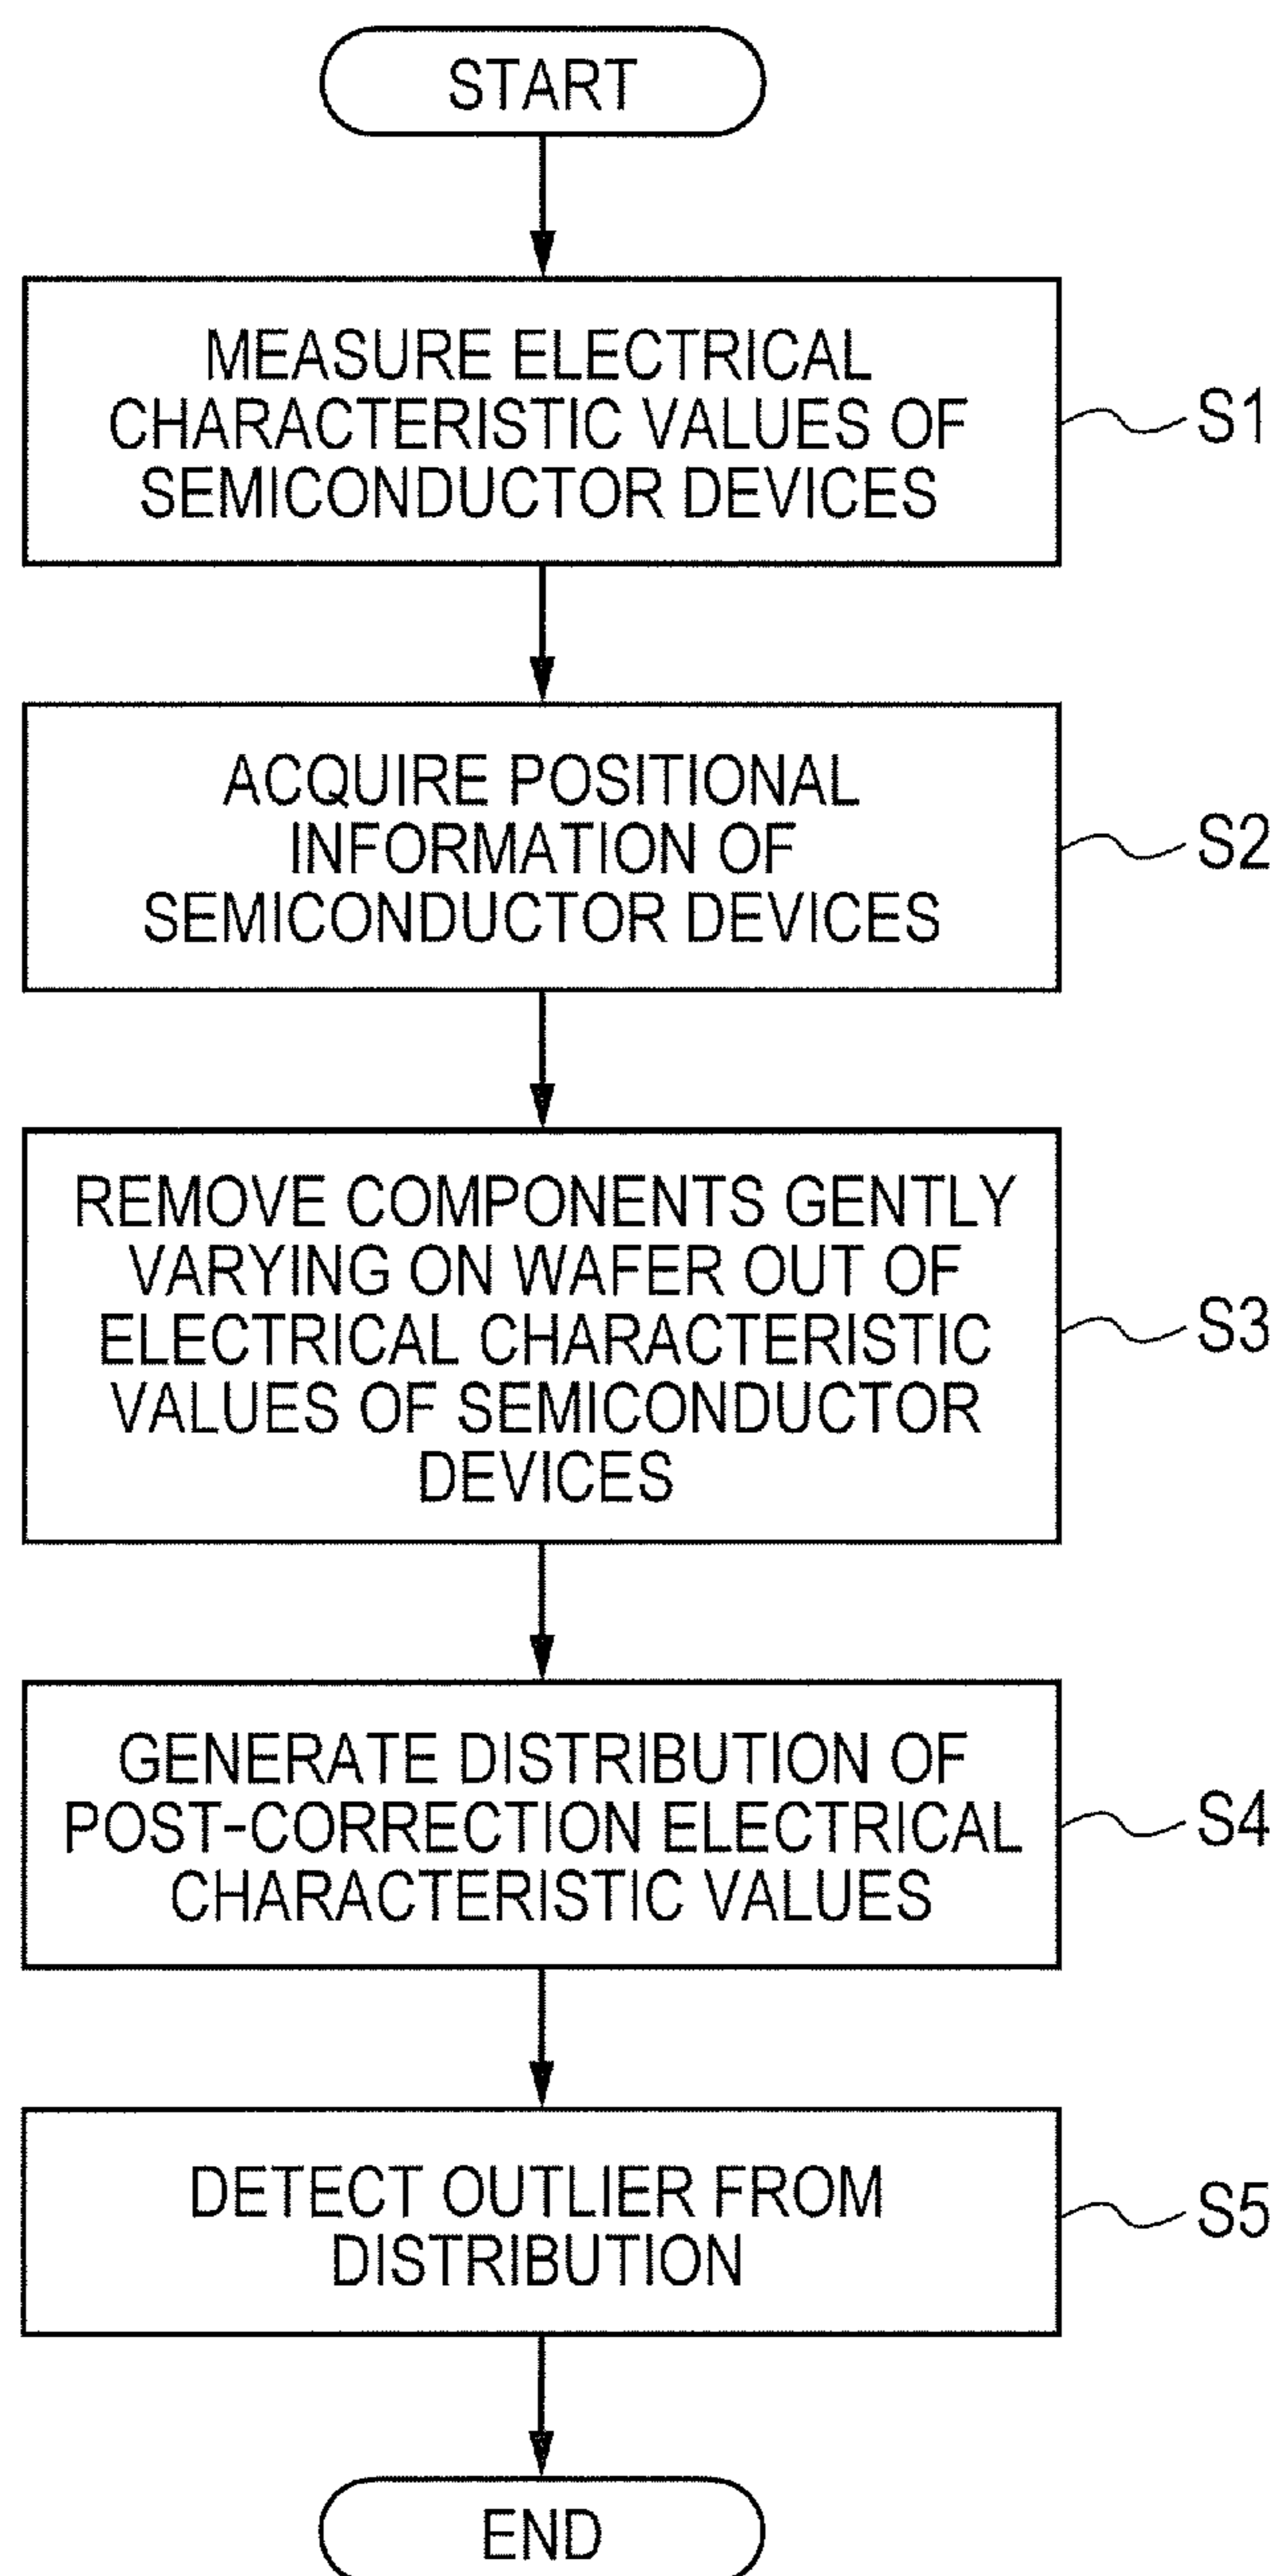 START
MEASURE ELECTRICAL
CHARACTERISTIC VALUES OF
SEMICONDUCTOR DEVICES
S1
ACQUIRE POSITIONAL
INFORMATION OF
SEMICONDUCTOR DEVICES
S2
REMOVE COMPONENTS GENTLY
VARYING ON WAFER OUT OF
ELECTRICAL CHARACTERISTIC
VALUES OF SEMICONDUCTOR
DEVICES
S3
GENERATE DISTRIBUTION OF
POST-CORRECTION ELECTRICAL
CHARACTERISTIC VALUES
S4
DETECT OUTLIER FROM
DISTRIBUTION
S5
END